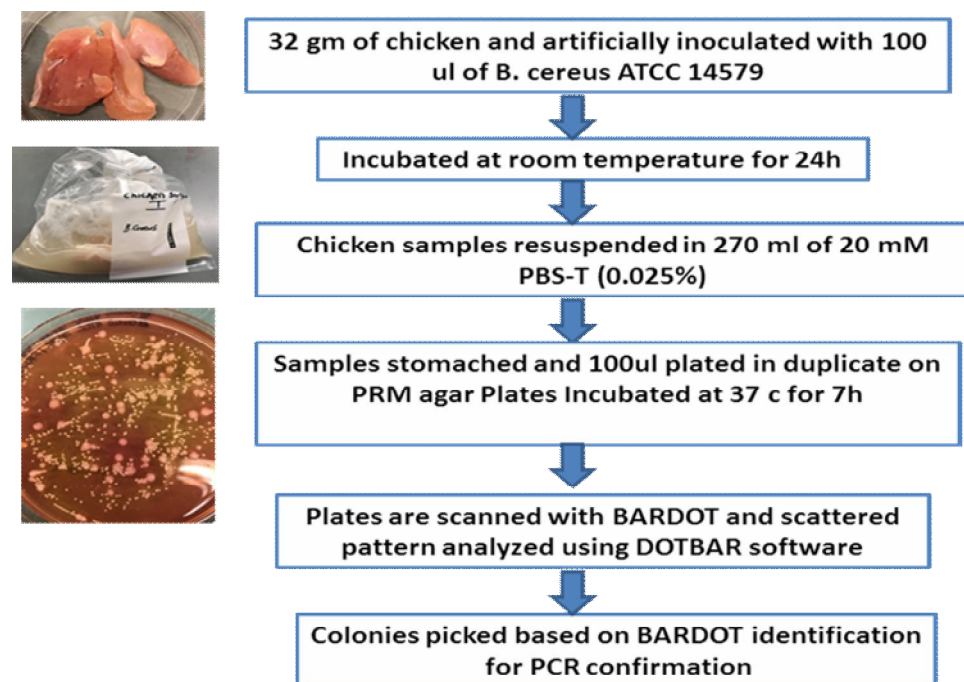 32 gm of chicken and artificially inoculated with 100
ul of B. cereus ATCC 14579
Incubated at room temperature for 24h
Chicken samples resuspended in 270 ml of 20 mM
PBS-T (0.025%)
Samples stomached and 100ul plated in duplicate on
PRM agar Plates Incubated at 37 c for 7h
Plates are scanned with BARDOT and scattered
pattern analyzed using DOTBAR software
Colonies picked based on BARDOT identification
for PCR confirmation
I